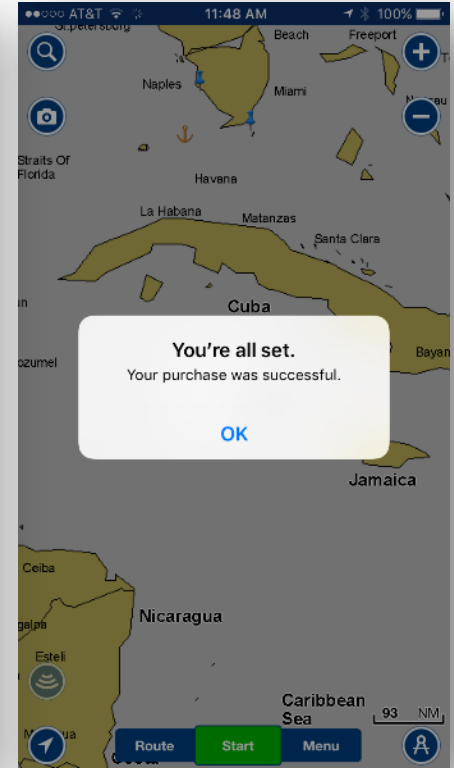 AT&T 11:48 AM 100%
St.petersburg
Beach Freeport
Naples
Miami
Straits Of
Florida
Havana
La Habana Matanzas
Santa Clara
Cuba
You're all set.
Your purchase was successful.
OK
ozumel
Bayan
Jamaica
Ceiba
galpa
Nicaragua
Esteli
Caribbean
Sea
93 NM
Route Start Menu